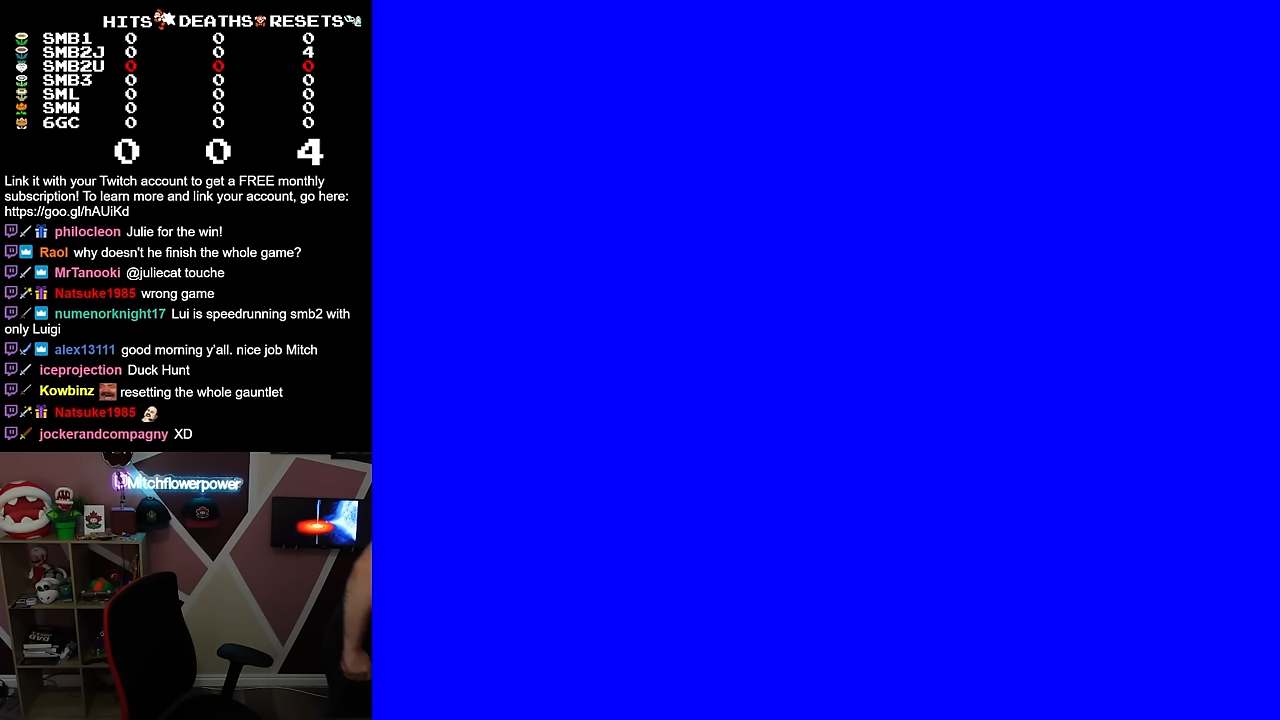 HITS DEATHS RESETS
SMB1 0 0 0
SMB2J 0 0 4
SMB2U 0 0 0
SMB3 0 0 0
SML 0 0 0
SMW 0 0 0
6GC 0 0 0
0 0 4
Link it with your Twitch account to get a FREE monthly
subscription! To learn more and link your account, go here:
https://goo.gl/hAUiKd
philocleon Julie for the win!
Raol why doesn't he finish the whole game?
MrTanooki @juliecat touche
Natsuke1985 wrong game
numenorknight17 Lui is speedrunning smb2 with
only Luigi
alex13111 good morning y'all. nice job Mitch
iceprojection Duck Hunt
Kowbinz resetting the whole gauntlet
Natsuke1985
jockerandcompagny XD
Mitchflowerpower